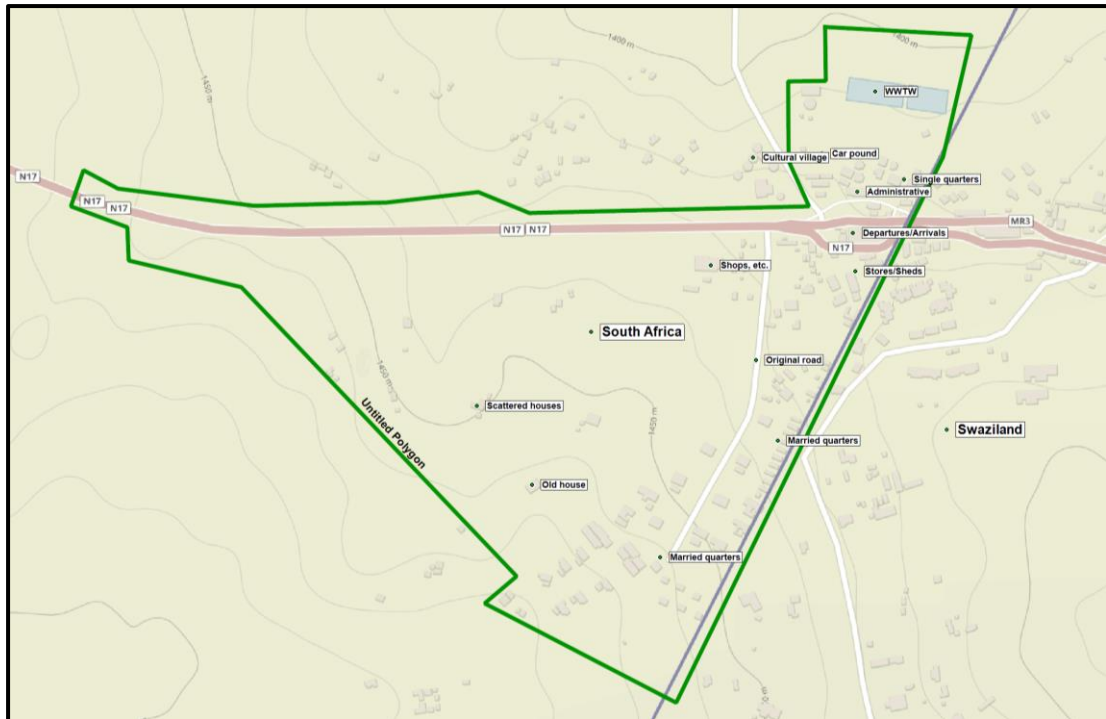 1400 m
1400 m
1450 m
WWTW
Cultural village
Car pound
N17
Single quarters
Administrative
N17
N17
MR3
N17 N17
Departures/Arrivals
N17
Shops, etc.
Stores/Sheds
South Africa
Original road
1450 m
Untitled Polygon
Scattered houses
1450 m
Swaziland
Married quarters
Old house
Married quarters